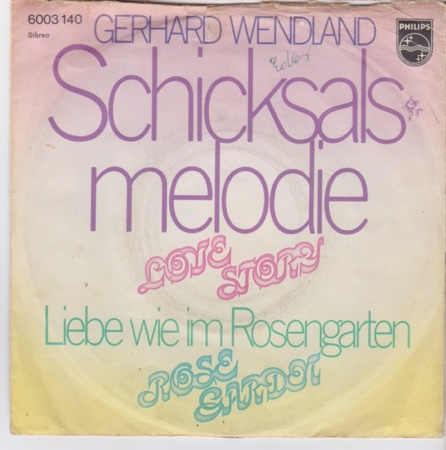 6003 140
Stereo
GERHARD WENDLAND
PHILIPS
Schicksals
melodie
LOVE
STORY
Liebe wie im Rosengarten
ROSE
GARDEN